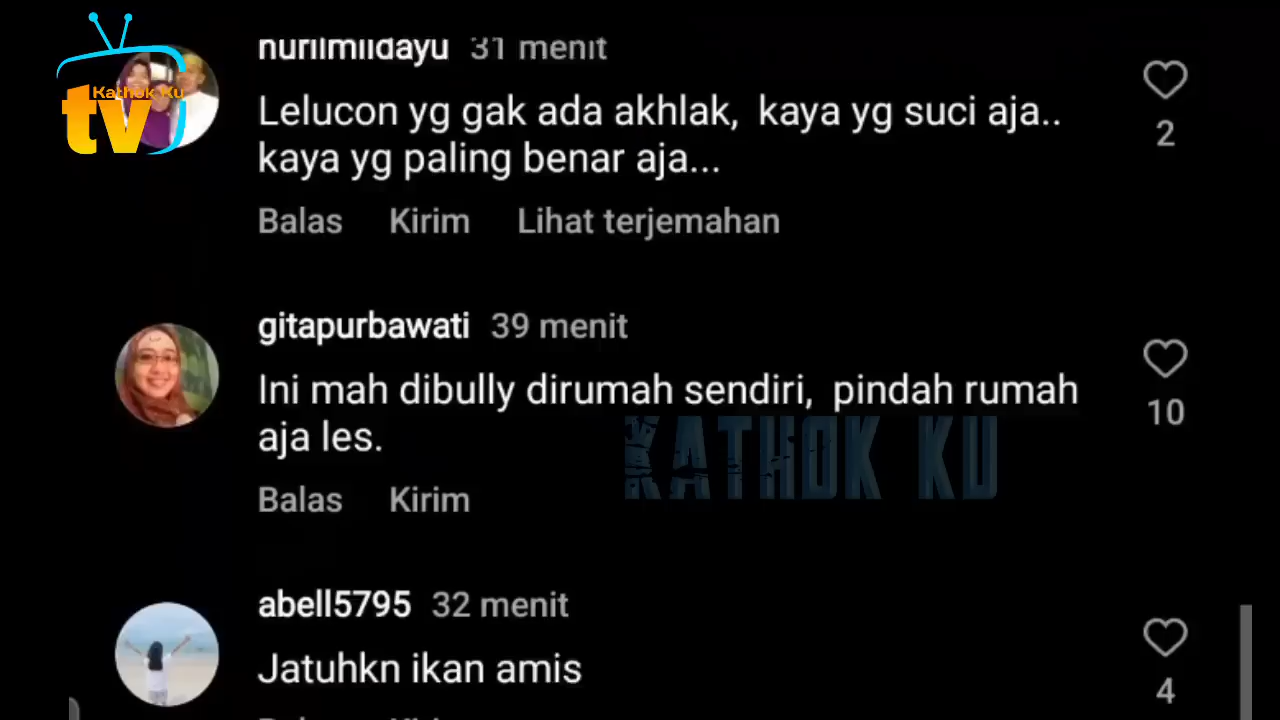 nurilmildayu 31 menit
Lelucon yg gak ada akhlak, kaya yg suci aja..
2
kaya yg paling benar aja...
Balas Kirim Lihat terjemahan
Kathok Ku
tv
gitapurbawati 39 menit
Ini mah dibully dirumah sendiri, pindah rumah
10
aja les.
KATHOK KU
Balas Kirim
abell5795 32 menit
Jatuhkn ikan amis
4